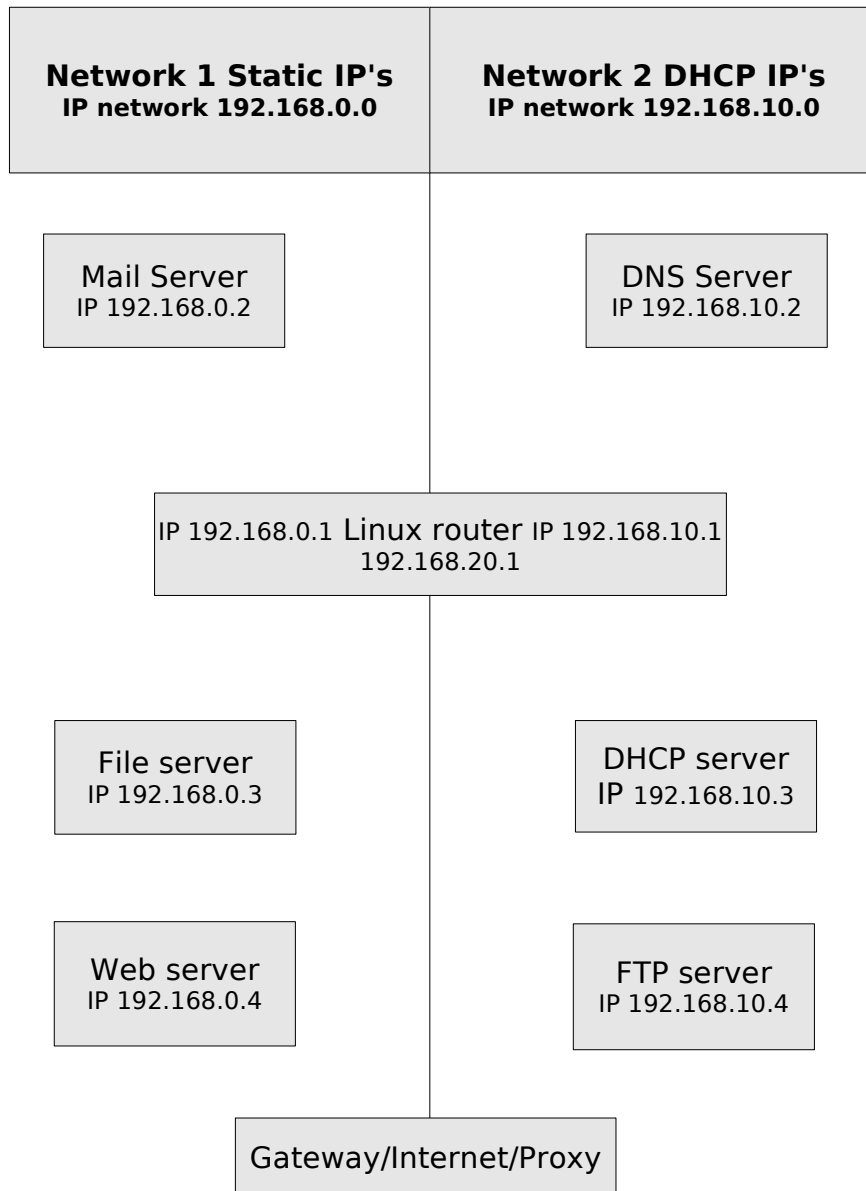 Network 1 Static IP's
IP network 192.168.0.0
Network 2 DHCP IP's
IP network 192.168.10.0
Mail Server
IP 192.168.0.2
DNS Server
IP 192.168.10.2
IP 192.168.0.1 Linux router IP 192.168.10.1
192.168.20.1
File server
IP 192.168.0.3
DHCP server
IP 192.168.10.3
Web server
IP 192.168.0.4
FTP server
IP 192.168.10.4
Gateway/Internet/Proxy